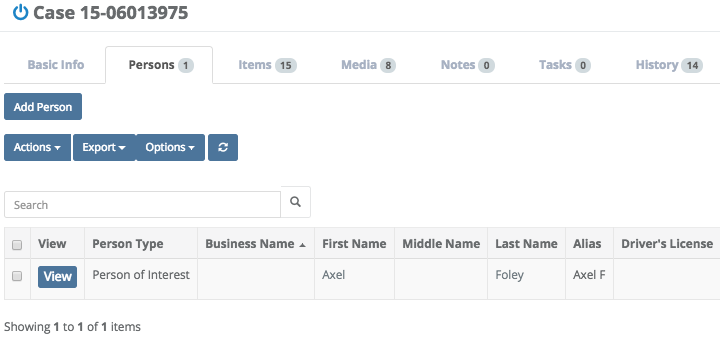 Case 15-06013975
Basic Info Persons 1 Items 15 Media 8 Notes 0 Tasks 0 History 14
Add Person
Actions Export Options
Search
View Person Type Business Name First Name Middle Name Last Name Alias Driver's License
View Person of Interest Axel Foley Axel F
Showing 1 to 1 of 1 items